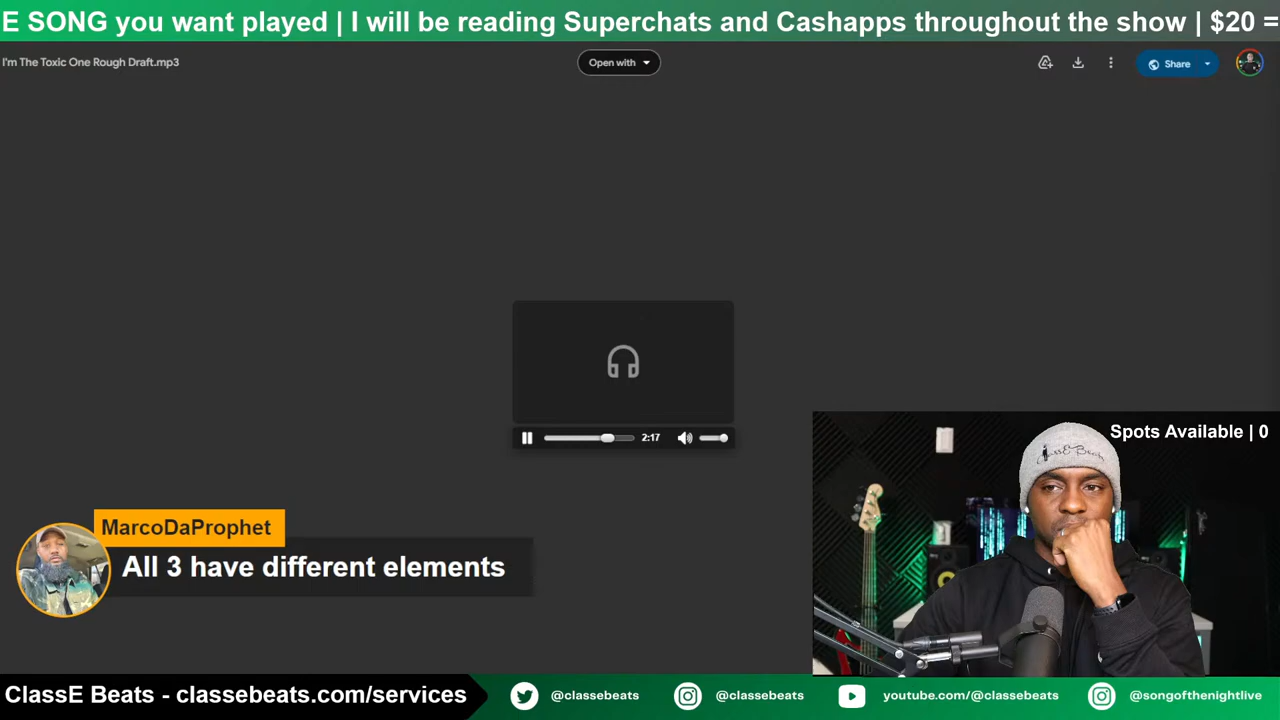 E SONG you want played | I will be reading Superchats and Cashapps throughout the show | $20 =
I'm The Toxic One Rough Draft.mp3
Open with
Share
2:17
Spots Available | 0
ClassE Beats
MarcoDaProphet
All 3 have different elements
ClassE Beats - classebeats.com/services
@classebeats
@classebeats
youtube.com/@classebeats
@songofthenightlive